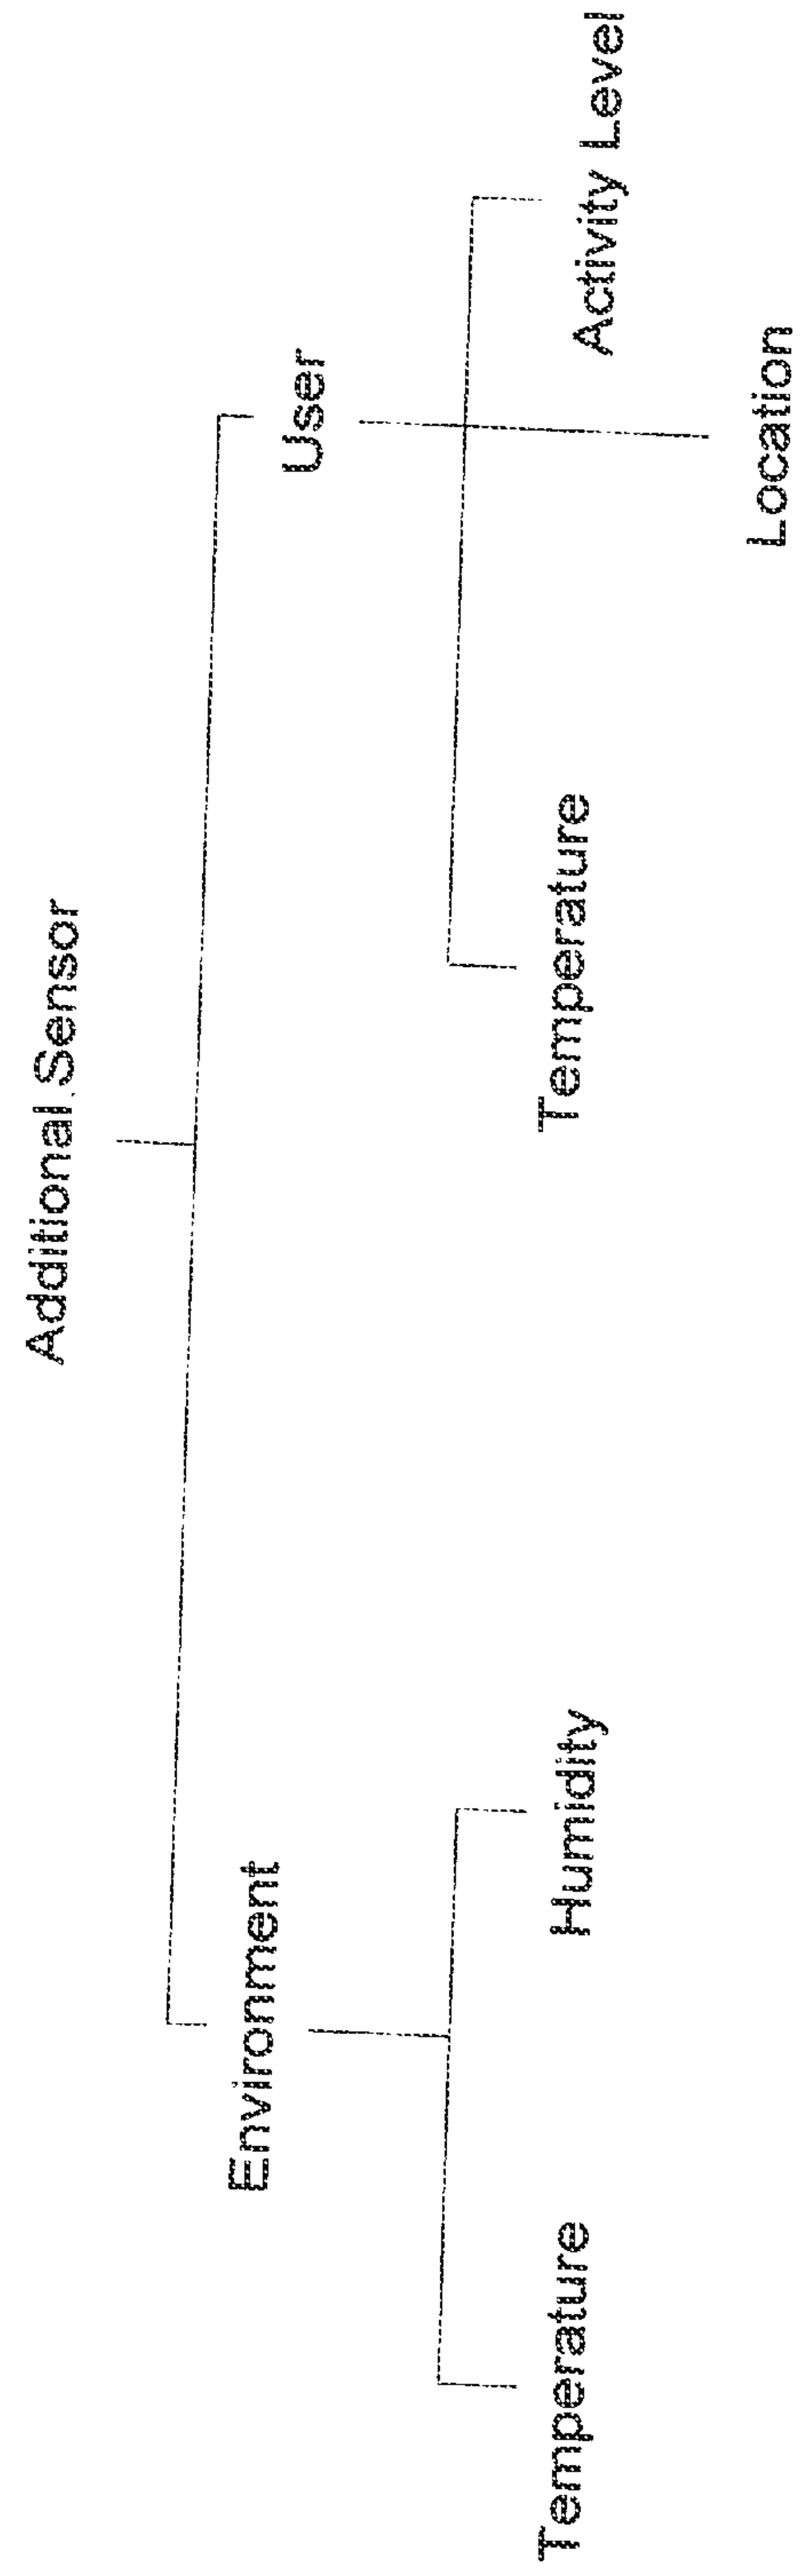 Additional Sensor
Environment
User
Temperature
Humidity
Temperature
Activity Level
Location